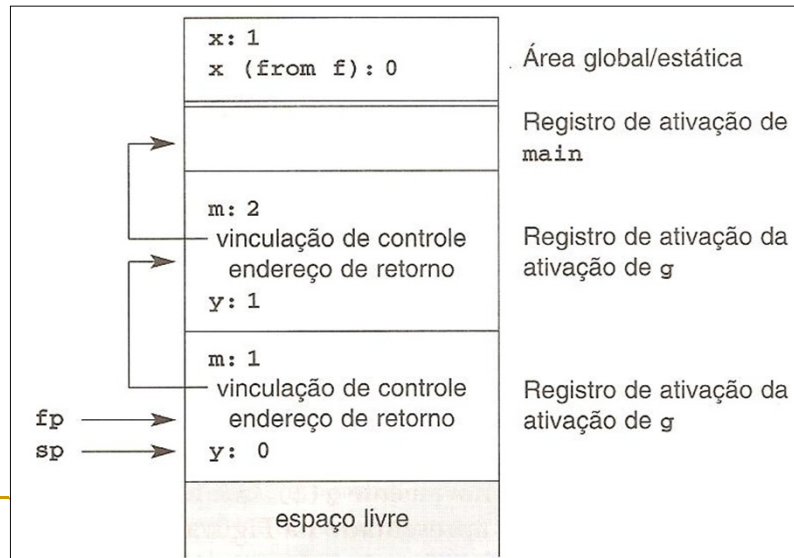 x: 1
x (from f): 0
Área global/estática
Registro de ativação de
main
m: 2
vinculação de controle
endereço de retorno
y: 1
Registro de ativação da
ativação de g
m: 1
vinculação de controle
endereço de retorno
y: 0
Registro de ativação da
ativação de g
fp
sp
espaço livre